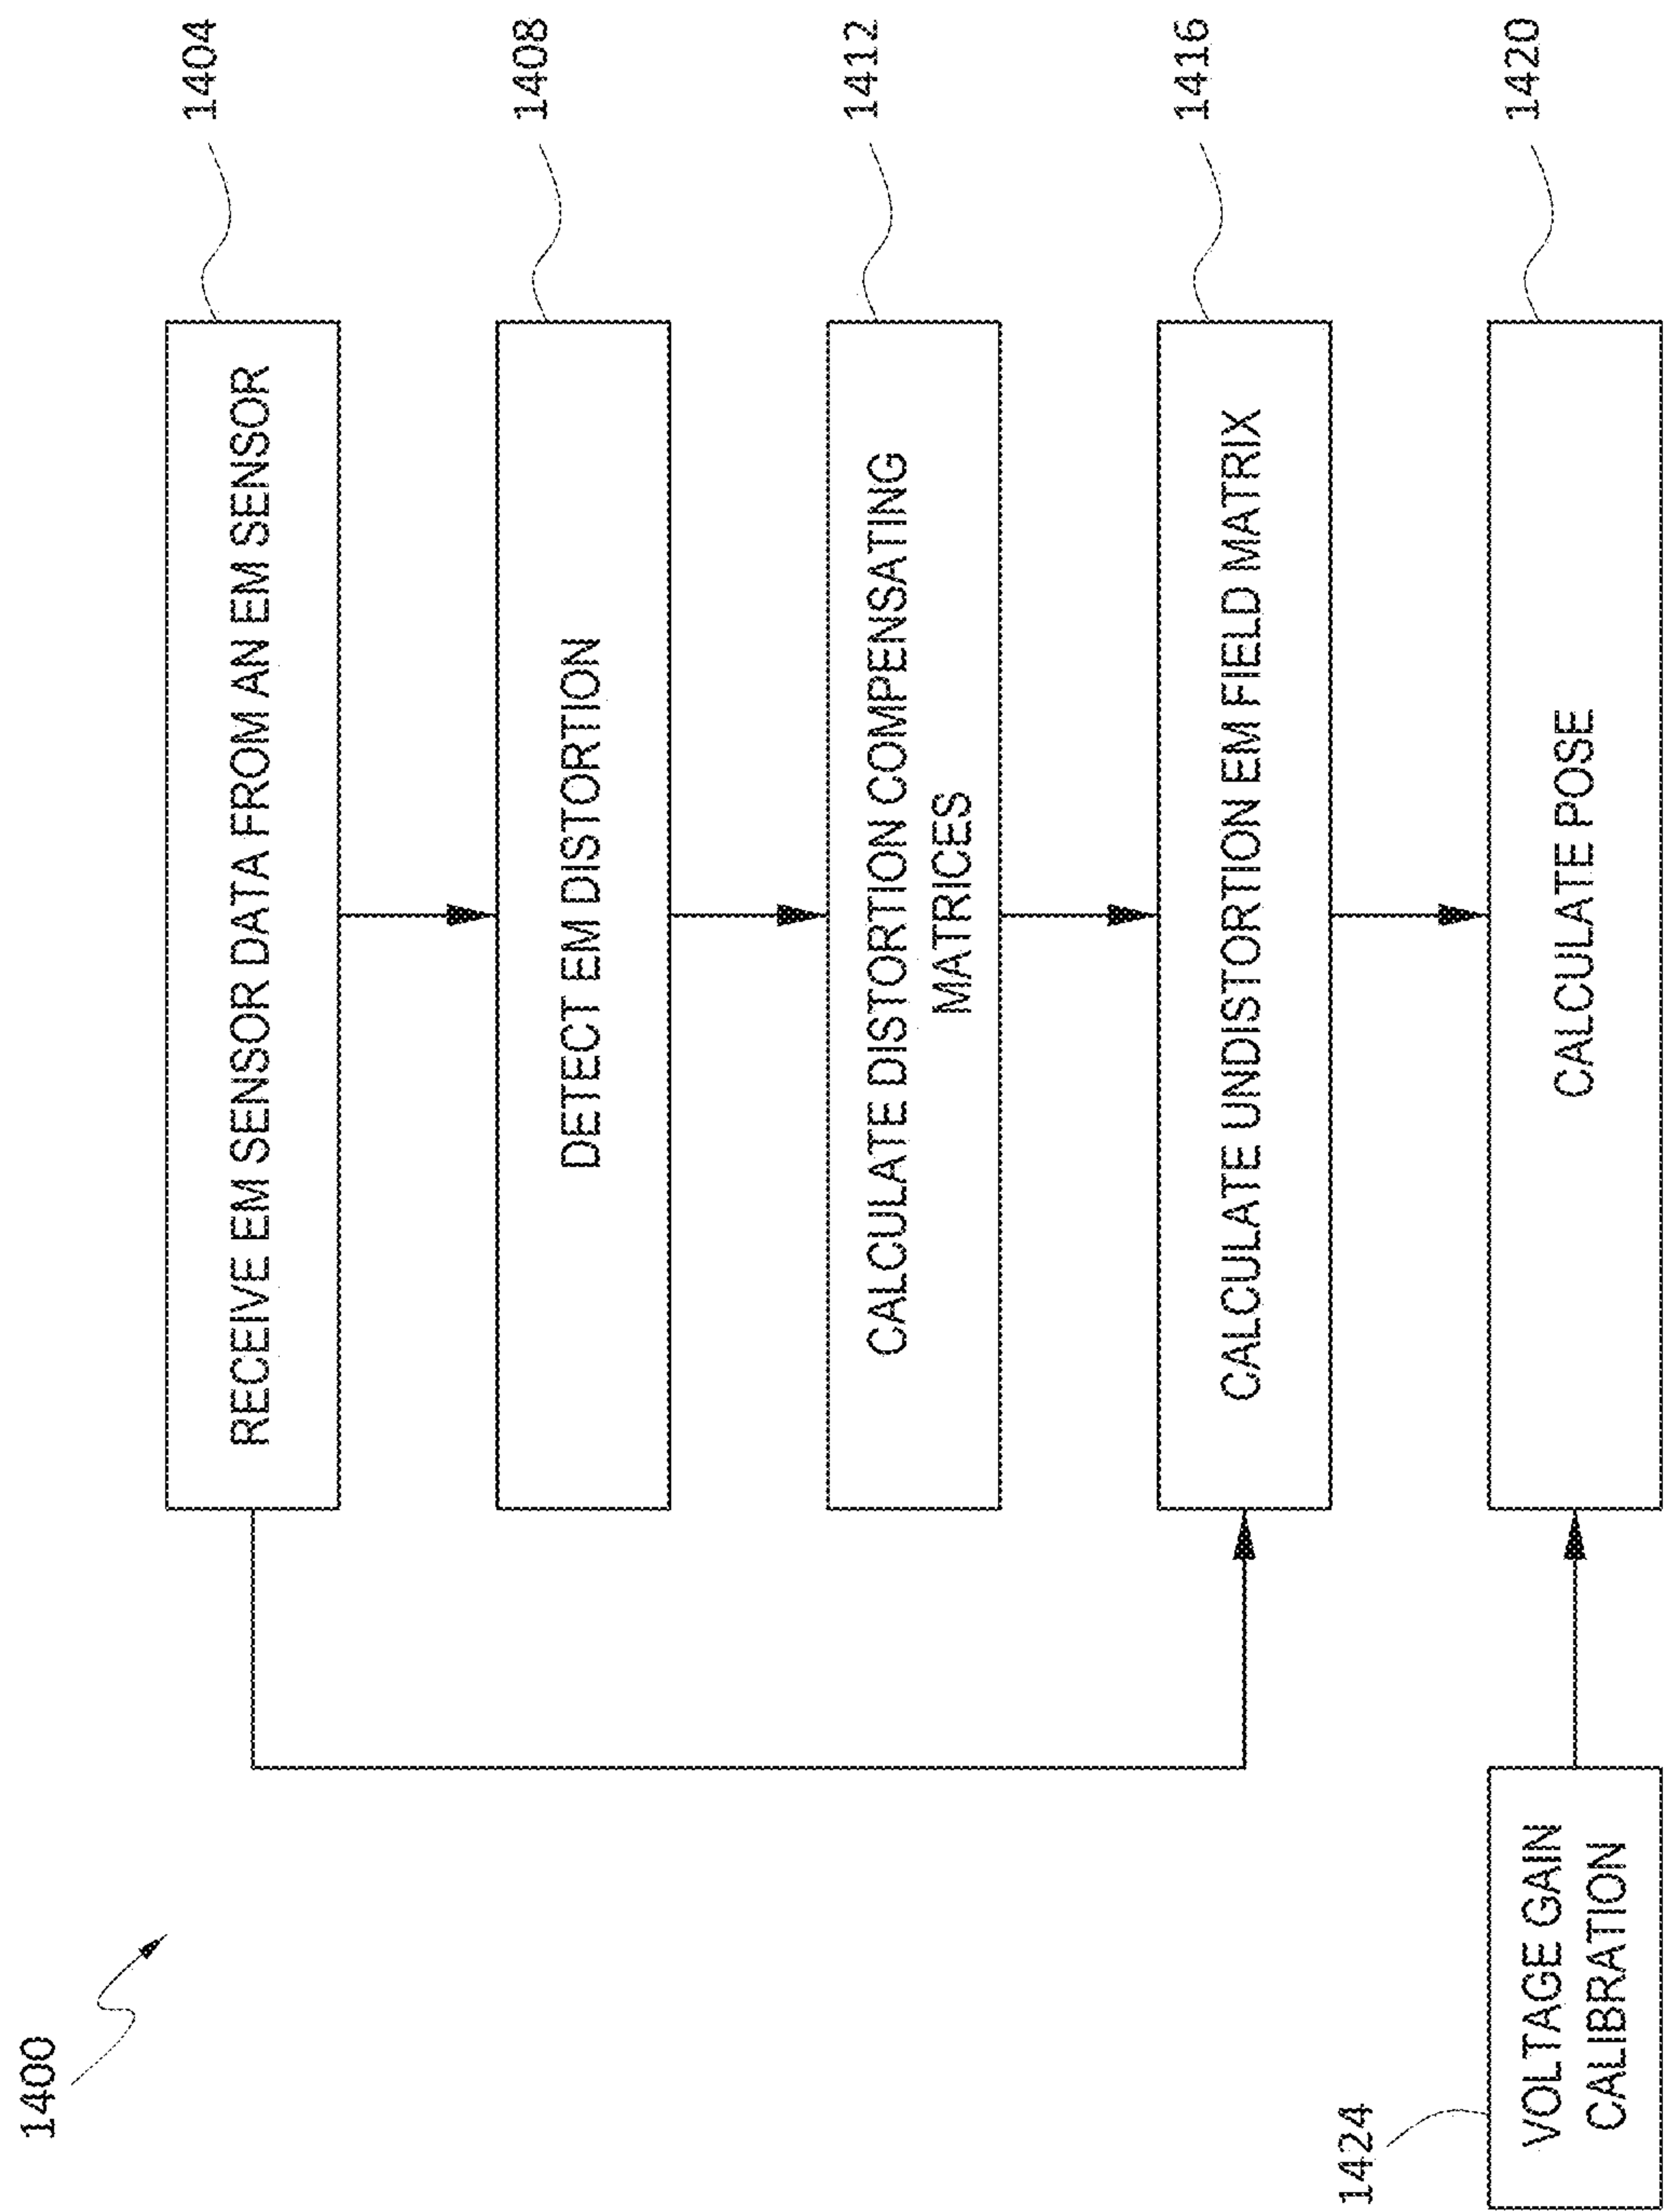 1400
RECEIVE EM SENSOR DATA FROM AN EM SENSOR
1404
DETECT EM DISTORTION
1408
CALCULATE DISTORTION COMPENSATING
MATRICES
1412
CALCULATE UNDISTORTION EM FIELD MATRIX
1416
1424
VOLTAGE GAIN
CALIBRATION
CALCULATE POSE
1420